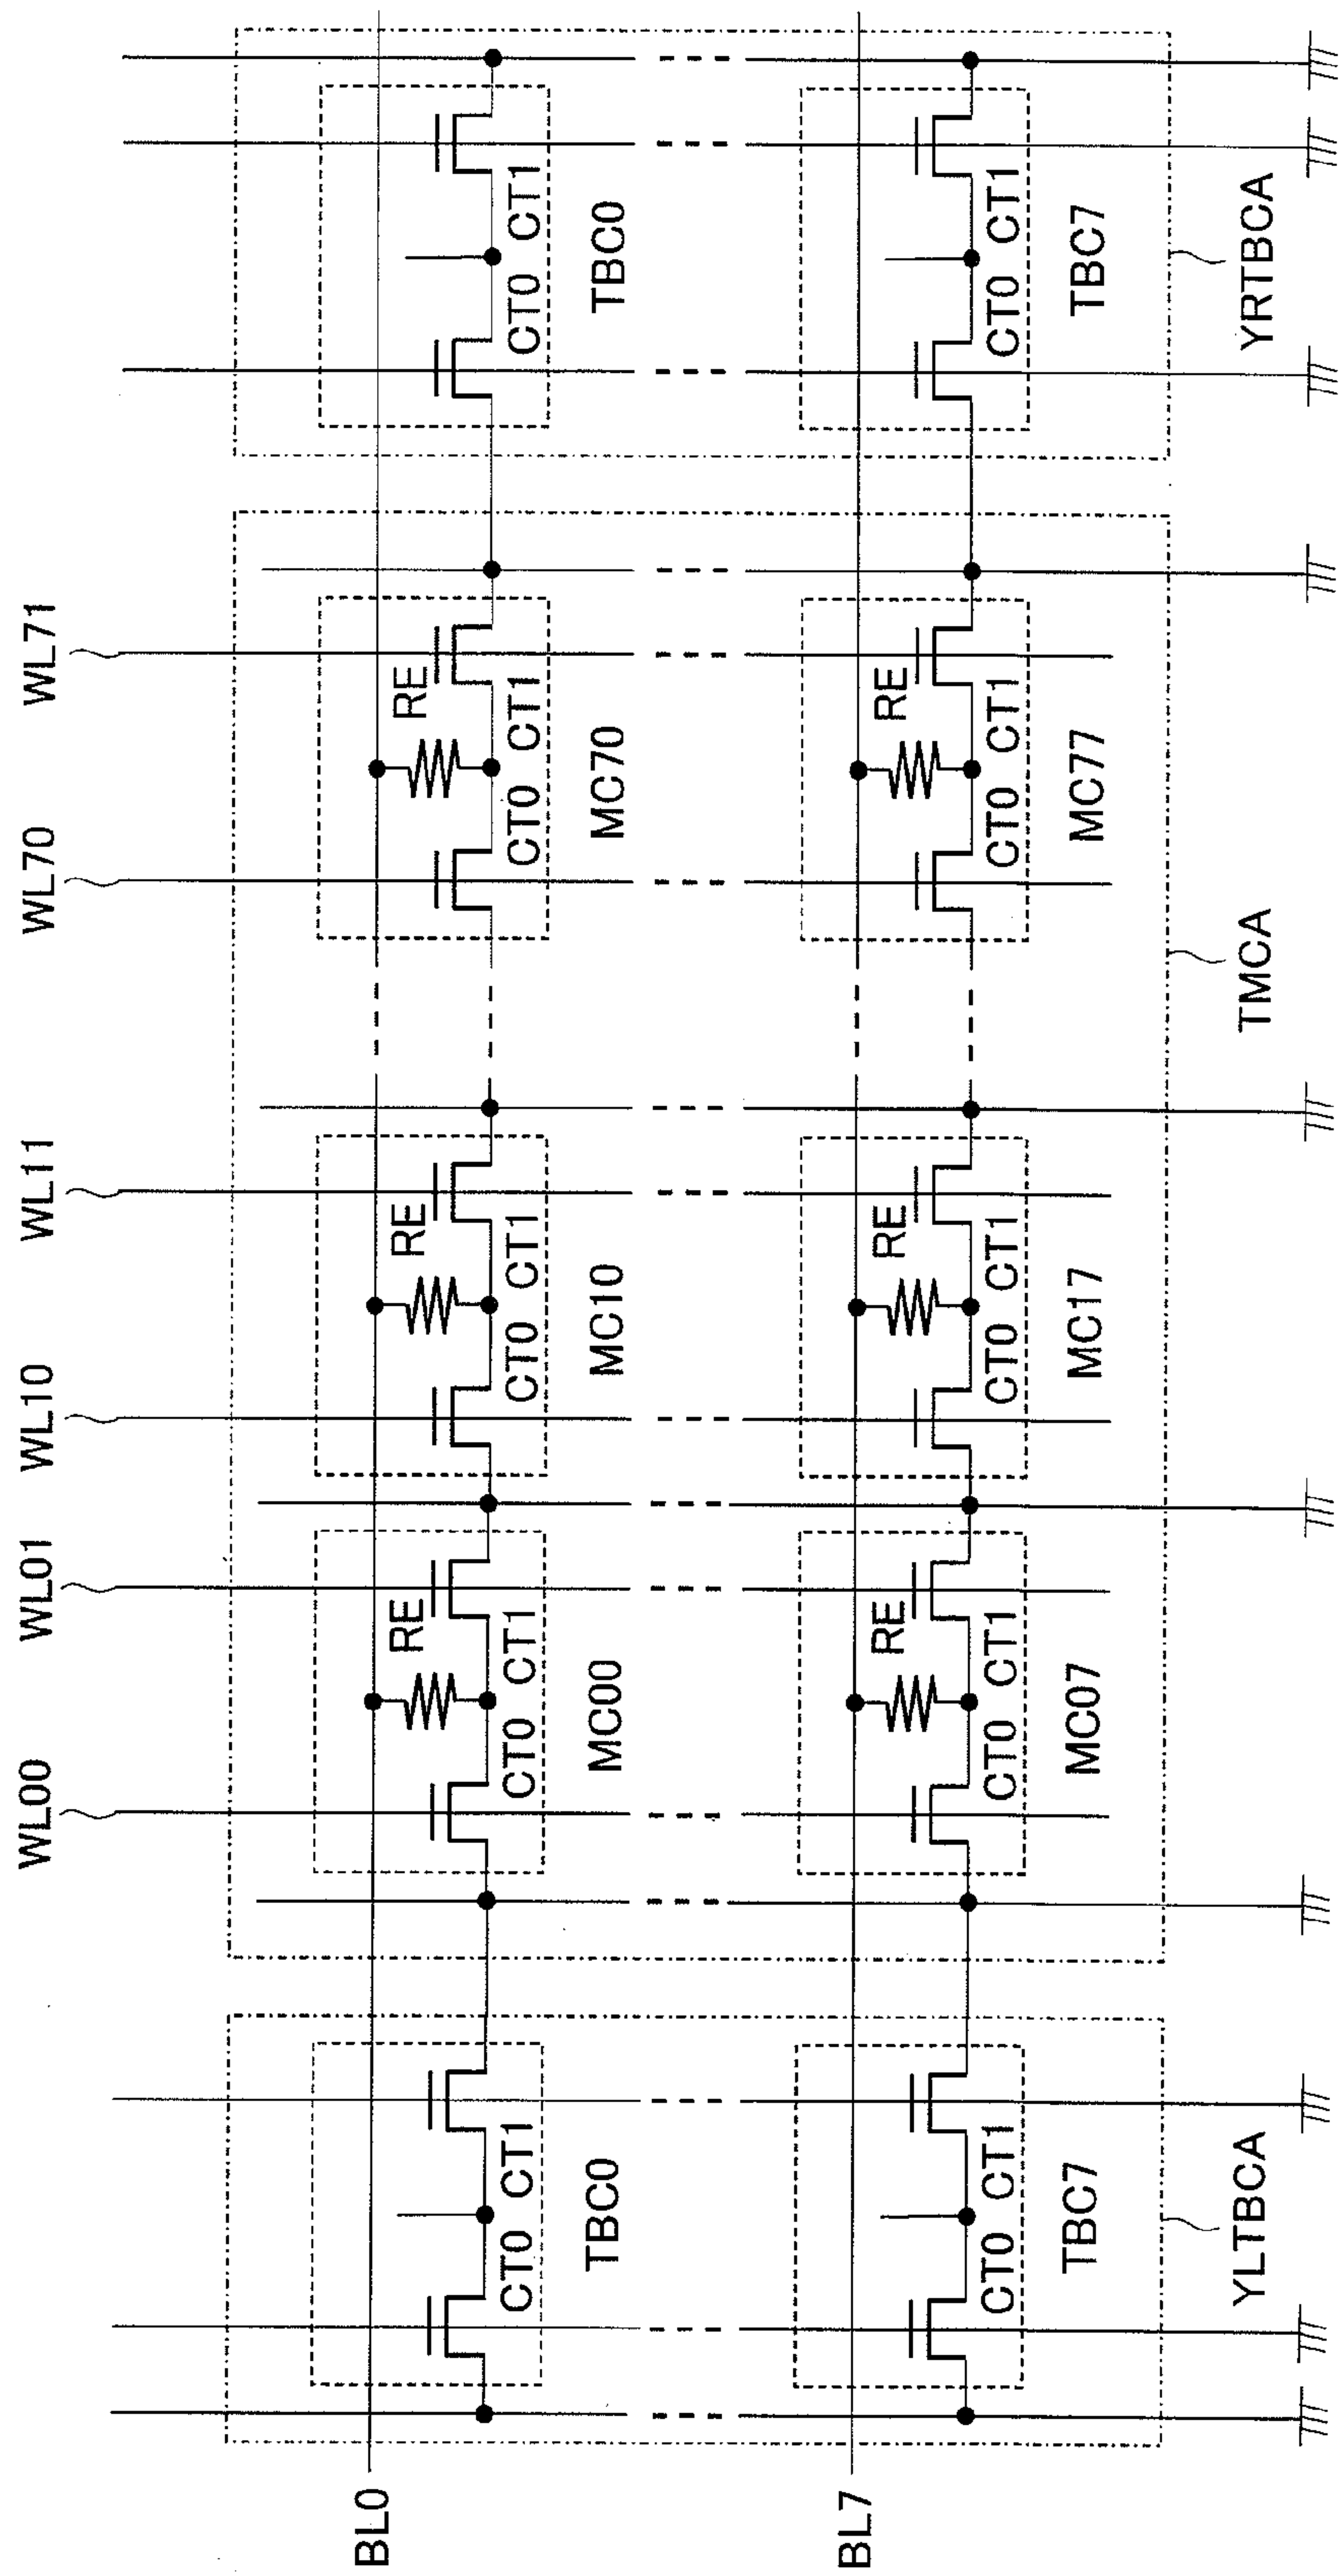 WL00 WL01 WL10 WL11 WL70 WL71
BL0
RE RE RE
CT0 CT1 CT0 CT1 CT0 CT1 CT0 CT1 CT0 CT1
TBC0 MC00 MC10 MC70 TBC0
BL7
RE RE RE
CT0 CT1 CT0 CT1 CT0 CT1 CT0 CT1 CT0 CT1
TBC7 MC07 MC17 MC77 TBC7
YLTBCA TMCA YRTBCA